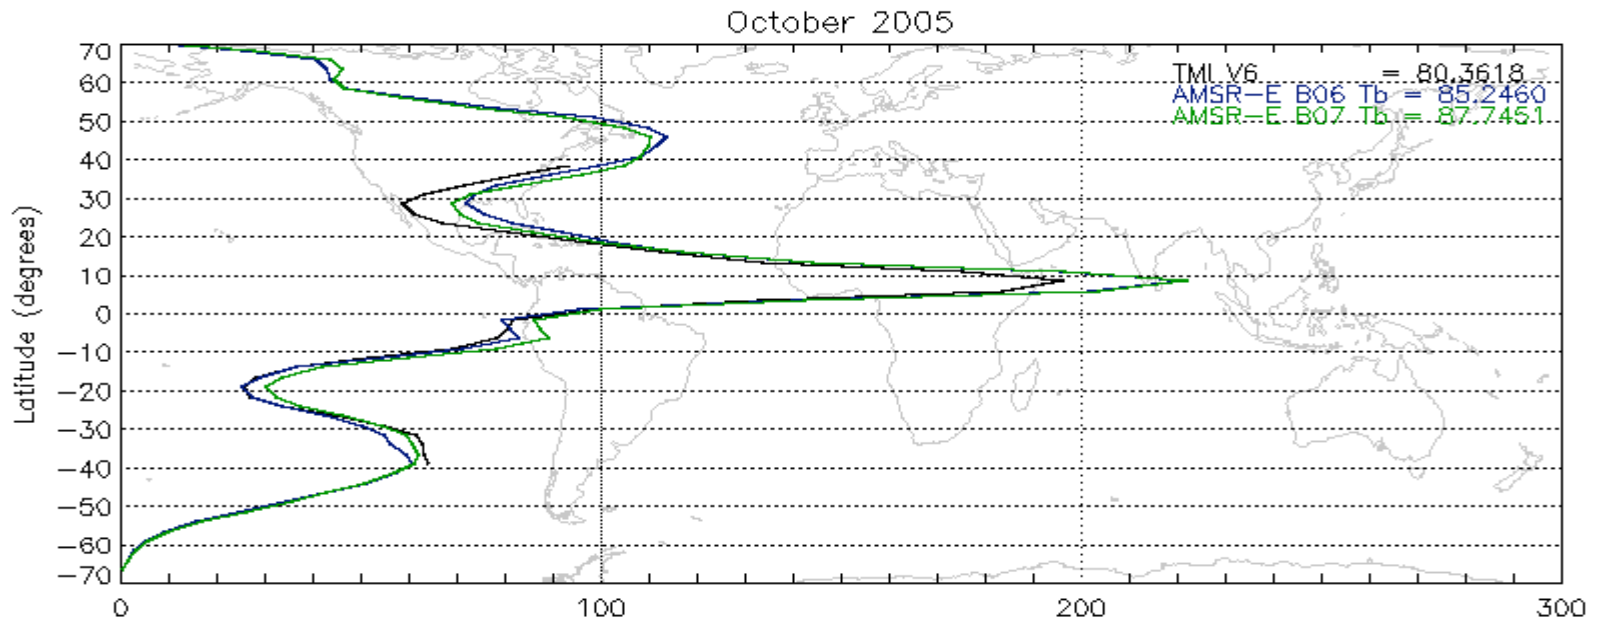 October 2005
TMI V6 = 80.3618
AMSR-E B06 Tb = 85.2460
AMSR-E B07 Tb = 87.7451
Latitude (degrees)
70
60
50
40
30
20
10
0
-10
-20
-30
-40
-50
-60
-70
0 100 200 300